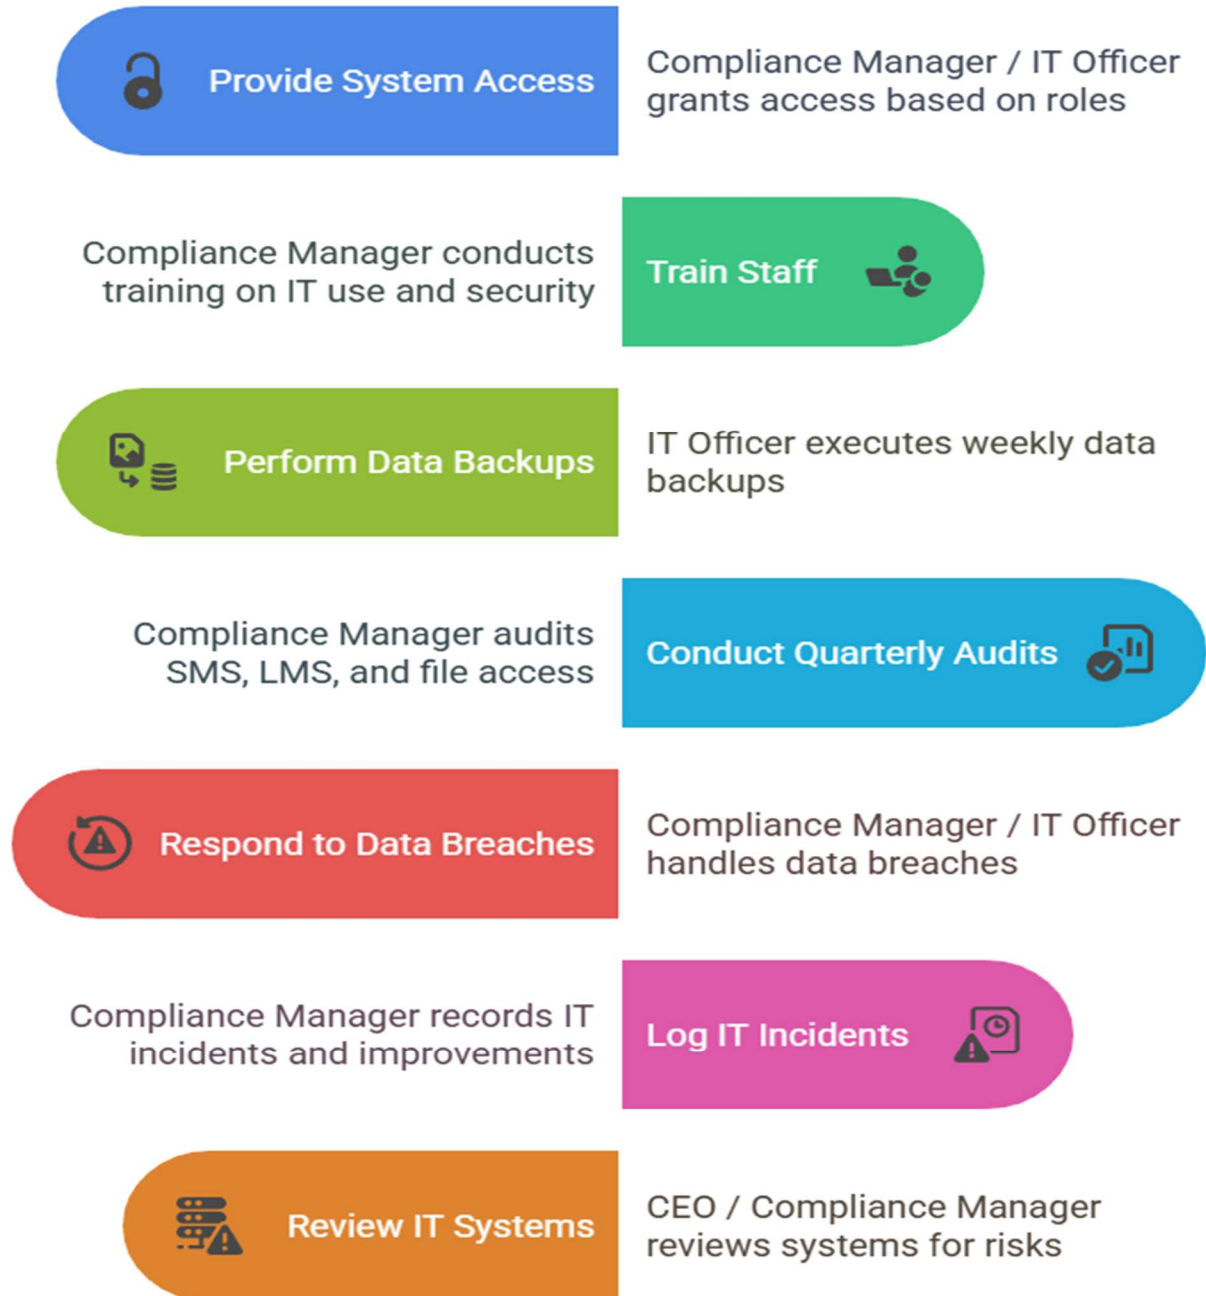 Provide System Access
Compliance Manager / IT Officer
grants access based on roles
Compliance Manager conducts
training on IT use and security
Train Staff
Perform Data Backups
IT Officer executes weekly data
backups
Compliance Manager audits
SMS, LMS, and file access
Conduct Quarterly Audits
Respond to Data Breaches
Compliance Manager / IT Officer
handles data breaches
Compliance Manager records IT
incidents and improvements
Log IT Incidents
Review IT Systems
CEO / Compliance Manager
reviews systems for risks